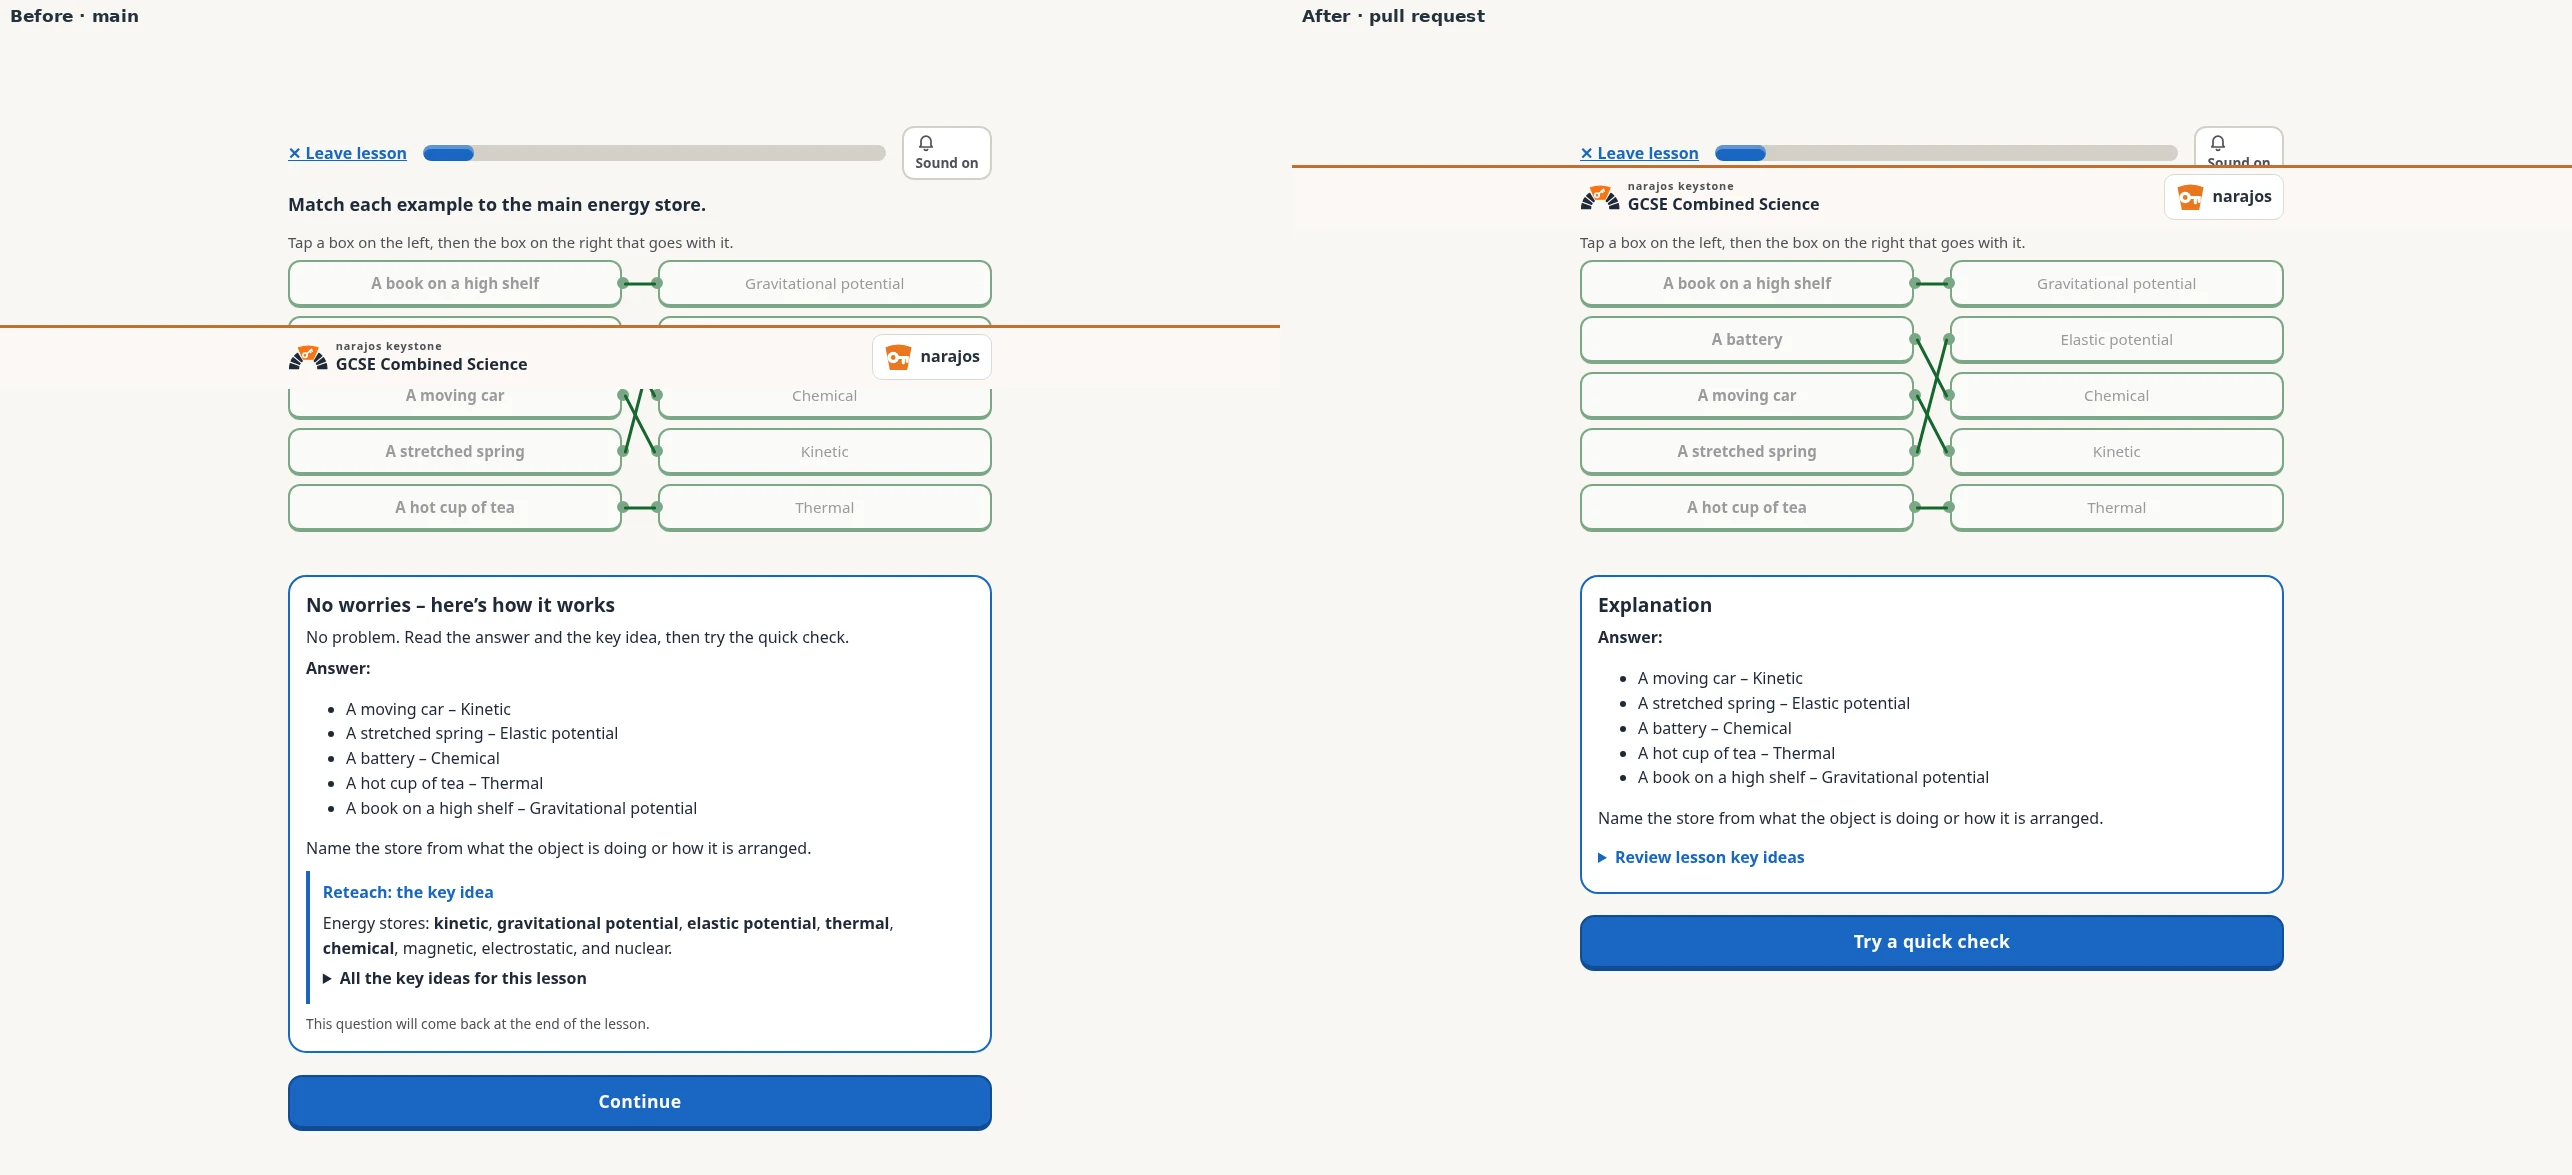 Before · main
✕ Leave lesson
Sound on
Match each example to the main energy store.
Tap a box on the left, then the box on the right that goes with it.
A book on a high shelf
Gravitational potential
narajos keystone
GCSE Combined Science
narajos
A moving car
Chemical
A stretched spring
Kinetic
A hot cup of tea
Thermal
No worries – here’s how it works
No problem. Read the answer and the key idea, then try the quick check.
Answer:
• A moving car – Kinetic
• A stretched spring – Elastic potential
• A battery – Chemical
• A hot cup of tea – Thermal
• A book on a high shelf – Gravitational potential
Name the store from what the object is doing or how it is arranged.
Reteach: the key idea
Energy stores: kinetic, gravitational potential, elastic potential, thermal,
chemical, magnetic, electrostatic, and nuclear.
▶ All the key ideas for this lesson
This question will come back at the end of the lesson.
Continue
After · pull request
✕ Leave lesson
Sound on
narajos keystone
GCSE Combined Science
narajos
Tap a box on the left, then the box on the right that goes with it.
A book on a high shelf
Gravitational potential
A battery
Elastic potential
A moving car
Chemical
A stretched spring
Kinetic
A hot cup of tea
Thermal
Explanation
Answer:
• A moving car – Kinetic
• A stretched spring – Elastic potential
• A battery – Chemical
• A hot cup of tea – Thermal
• A book on a high shelf – Gravitational potential
Name the store from what the object is doing or how it is arranged.
▶ Review lesson key ideas
Try a quick check